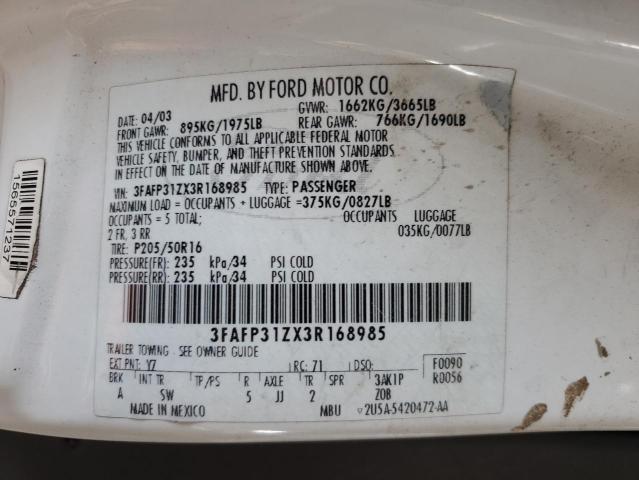 MFD. BY FORD MOTOR CO.
DATE: 04/03 GVWR: 1662KG/3665LB
FRONT GAWR: 895KG/1975LB REAR GAWR: 766KG/1690LB
THIS VEHICLE CONFORMS TO ALL APPLICABLE FEDERAL MOTOR
VEHICLE SAFETY, BUMPER, AND THEFT PREVENTION STANDARDS
IN EFFECT ON THE DATE OF MANUFACTURE SHOWN ABOVE.
VIN: 3FAFP31ZX3R168985 TYPE: PASSENGER
MAXIMUM LOAD = OCCUPANTS + LUGGAGE =375KG/0827LB
OCCUPANTS = 5 TOTAL; OCCUPANTS LUGGAGE
2 FR, 3 RR 035KG/0077LB
TIRE: P205/50R16
PRESSURE(FR) = 235 kPa/34 PSI COLD
PRESSURE(RR) = 235 kPa/34 PSI COLD
3FAFP31ZX3R168985
TRAILER TOWING - SEE OWNER GUIDE
EXT PNT: YZ RC: 71 DSO: F0090
BRK INT TR TP/PS R AXLE TR SPR 3AK1P R0056
A SW 5 JJ 2 Z0B
MADE IN MEXICO MBU 2U5A-5420472-AA
1565571237